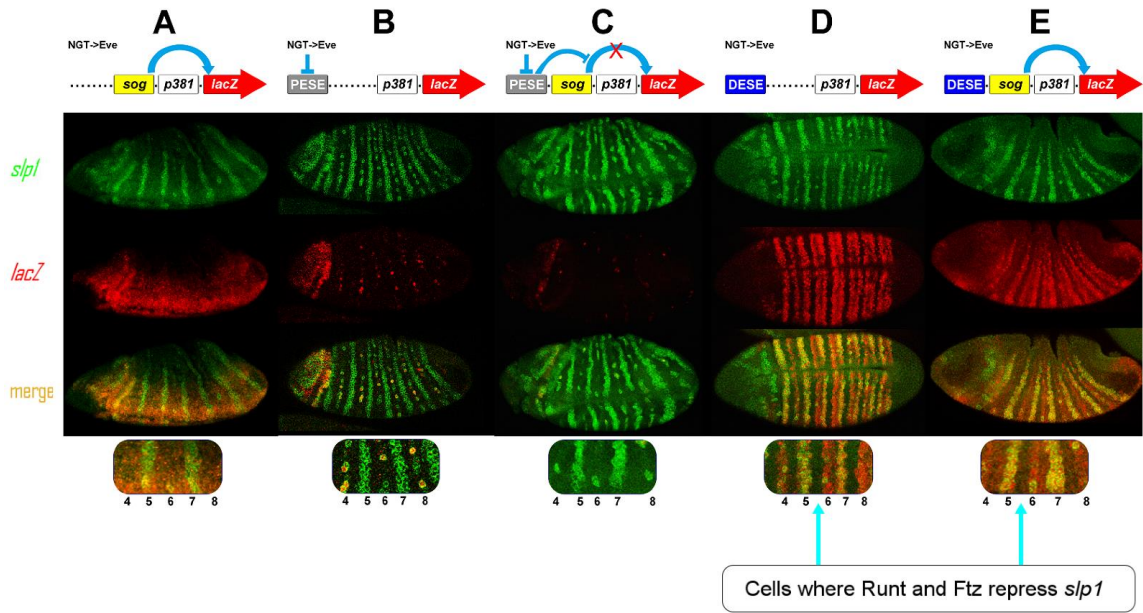 A B C D E
NGT->Eve NGT->Eve NGT->Eve NGT->Eve NGT->Eve
sog p381 lacZ PESE p381 lacZ PESE sog p381 lacZ DESE p381 lacZ DESE sog p381 lacZ
X
slpl
lacZ
merge
4 5 6 7 8 4 5 6 7 8 4 5 6 7 8 4 5 6 7 8 4 5 6 7 8
Cells where Runt and Ftz repress slp1